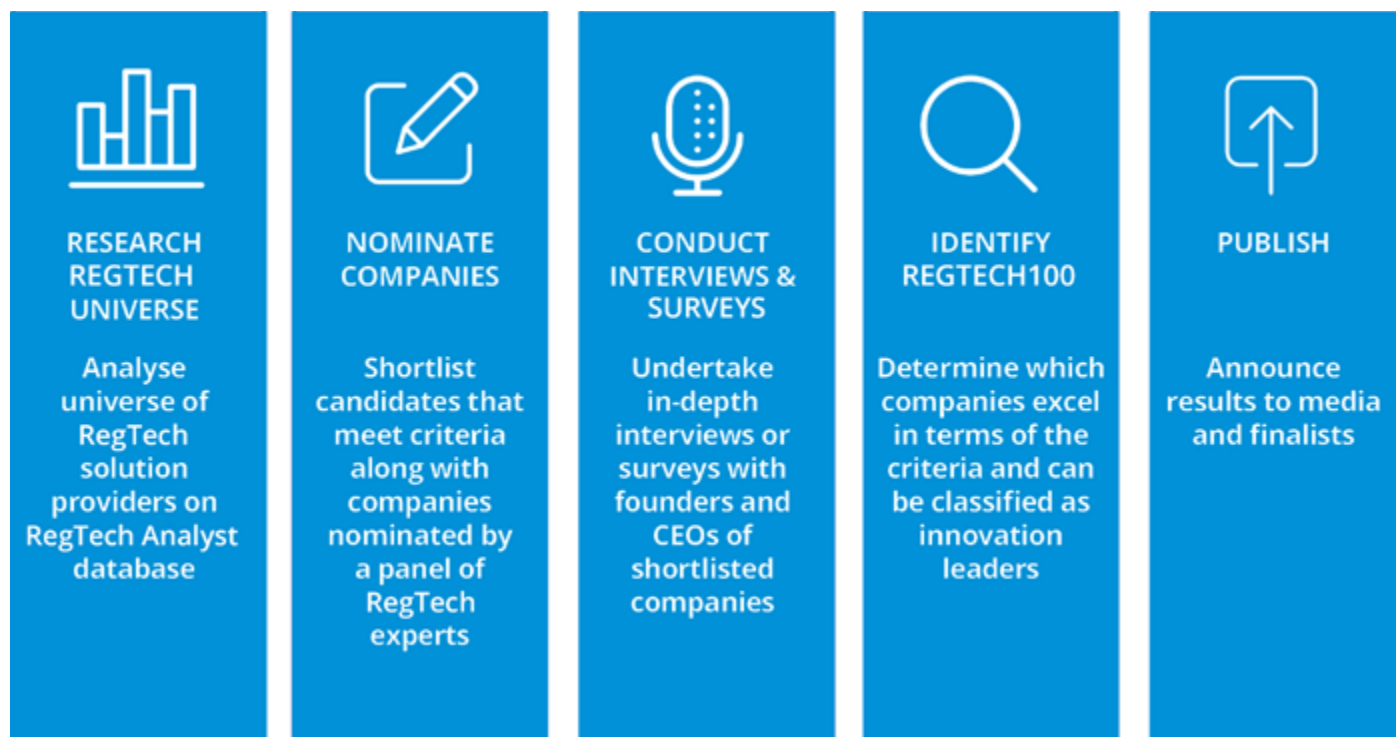 RESEARCH
REGTECH
UNIVERSE
Analyse
universe of
RegTech
solution
providers on
RegTech Analyst
database
NOMINATE
COMPANIES
Shortlist
candidates that
meet criteria
along with
companies
nominated by
a panel of
RegTech
experts
CONDUCT
INTERVIEWS &
SURVEYS
Undertake
in-depth
interviews or
surveys with
founders and
CEOs of
shortlisted
companies
IDENTIFY
REGTECH100
Determine which
companies excel
in terms of the
criteria and can
be classified as
innovation
leaders
PUBLISH
Announce
results to media
and finalists